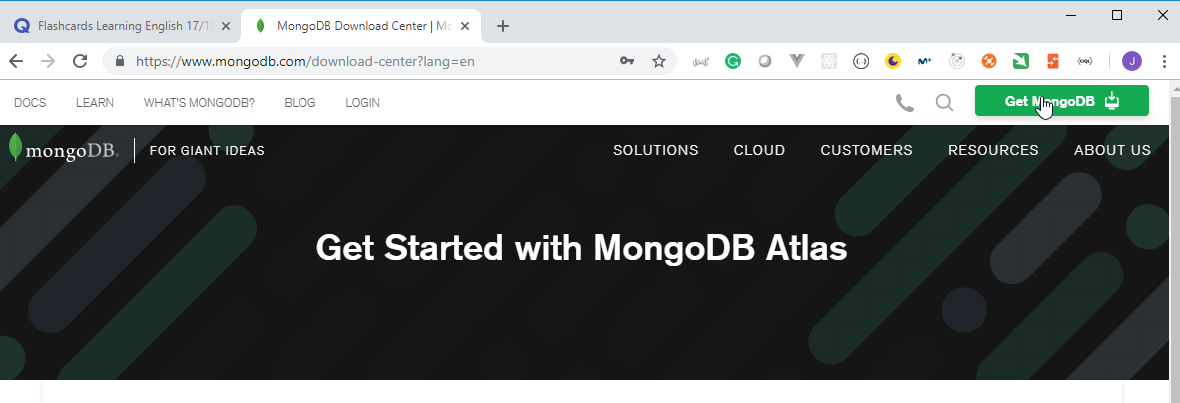 Flashcards Learning English 17/1
MongoDB Download Center | Mo
https://www.mongodb.com/download-center?lang=en
J
DOCS LEARN WHAT'S MONGODB? BLOG LOGIN Get MongoDB
mongoDB. FOR GIANT IDEAS SOLUTIONS CLOUD CUSTOMERS RESOURCES ABOUT US
Get Started with MongoDB Atlas